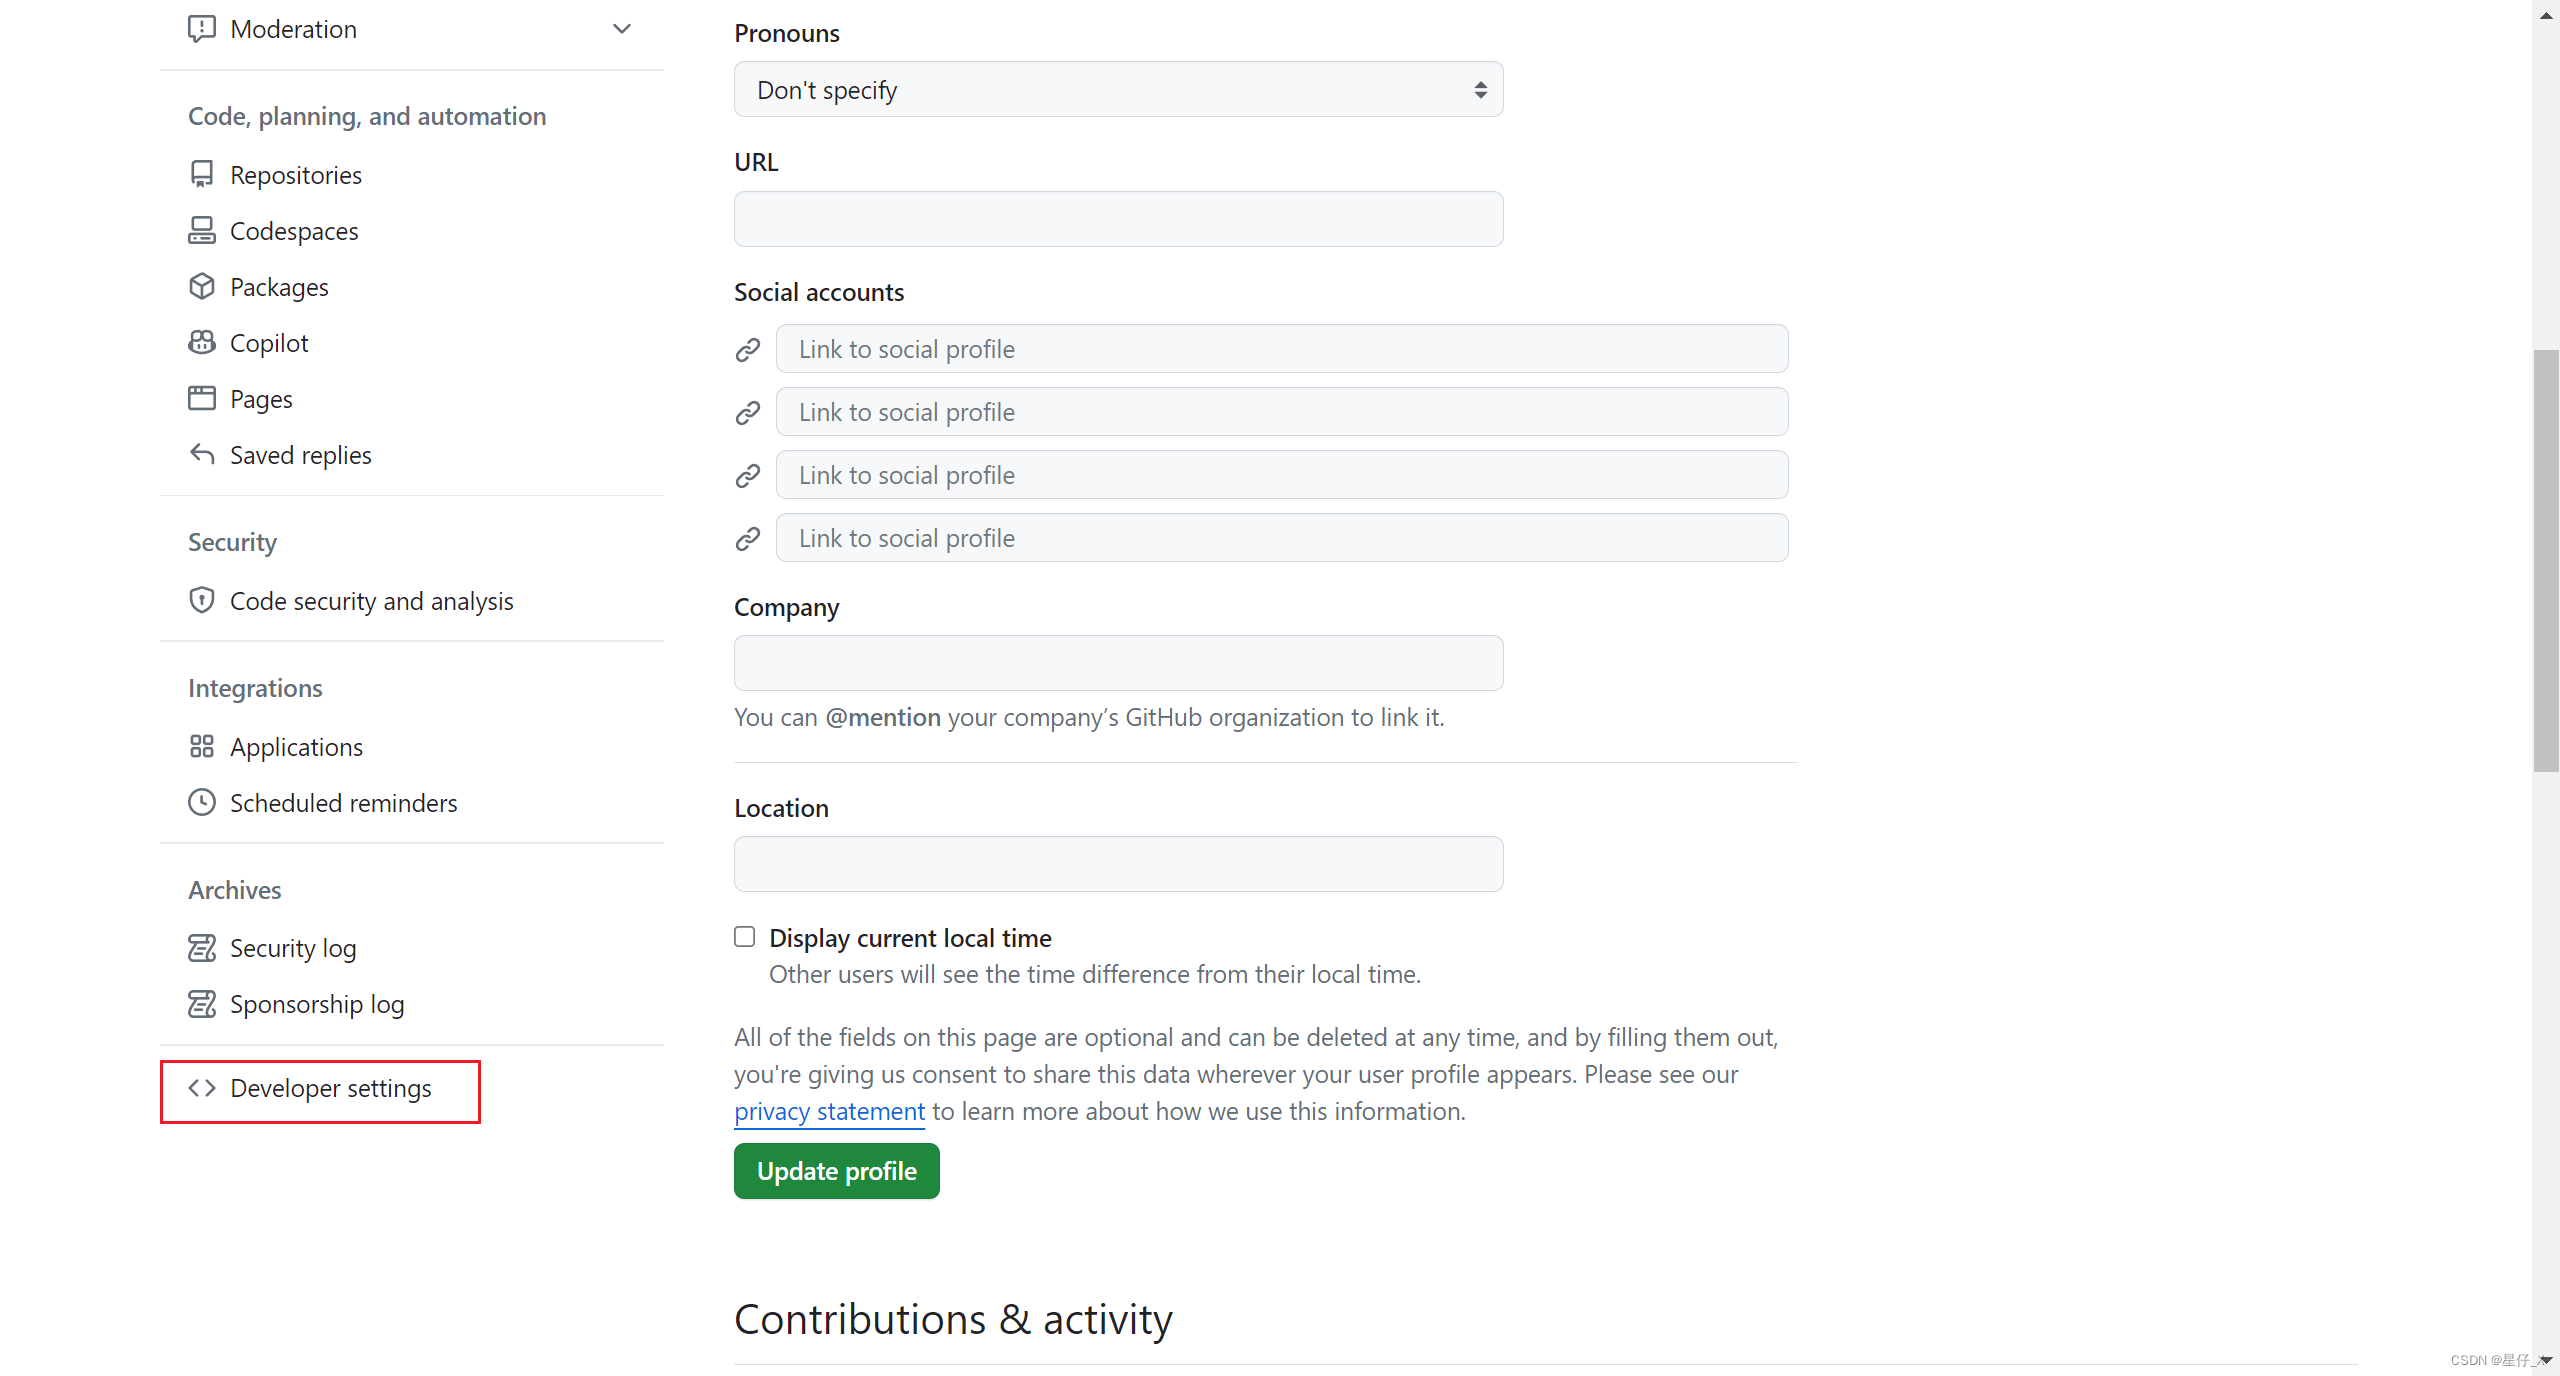 Moderation
Code, planning, and automation
Repositories
Codespaces
Packages
Copilot
Pages
Saved replies
Security
Code security and analysis
Integrations
Applications
Scheduled reminders
Archives
Security log
Sponsorship log
Developer settings
Pronouns
Don't specify
URL
Social accounts
Link to social profile
Link to social profile
Link to social profile
Link to social profile
Company
You can @mention your company’s GitHub organization to link it.
Location
Display current local time
Other users will see the time difference from their local time.
All of the fields on this page are optional and can be deleted at any time, and by filling them out,
you're giving us consent to share this data wherever your user profile appears. Please see our
privacy statement to learn more about how we use this information.
Update profile
Contributions & activity
CSDN @星仔_X